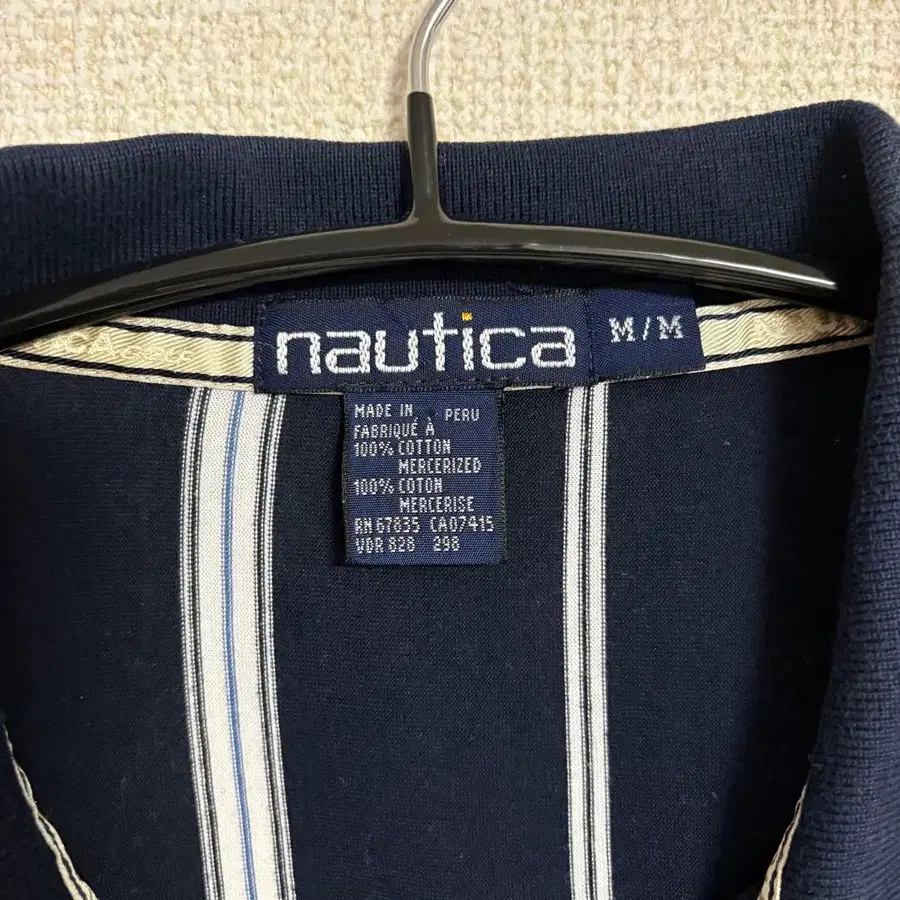 nautica
M/M
MADE IN PERU
FABRIQUÉ À
100% COTTON
MERCERIZED
100% COTON
MERCERISE
RN 67835 CA07415
VDR 828 298